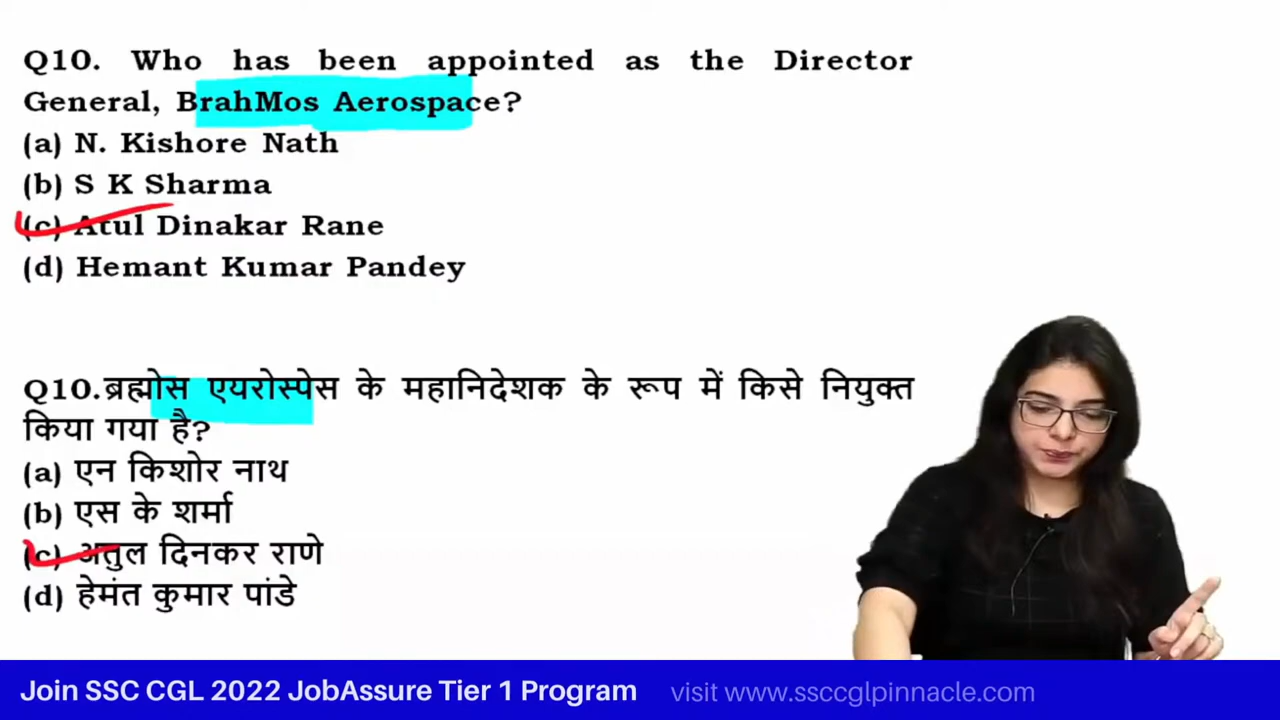 Q10. Who has been appointed as the Director
General, BrahMos Aerospace?
(a) N. Kishore Nath
(b) S K Sharma
(c) Atul Dinakar Rane
(d) Hemant Kumar Pandey
Q10.ब्रह्मोस एयरोस्पेस के महानिदेशक के रूप में किसे नियुक्त
किया गया है?
(a) एन किशोर नाथ
(b) एस के शर्मा
(c) अतुल दिनकर राणे
(d) हेमंत कुमार पांडे
Join SSC CGL 2022 JobAssure Tier 1 Program visit www.ssccglpinnacle.com